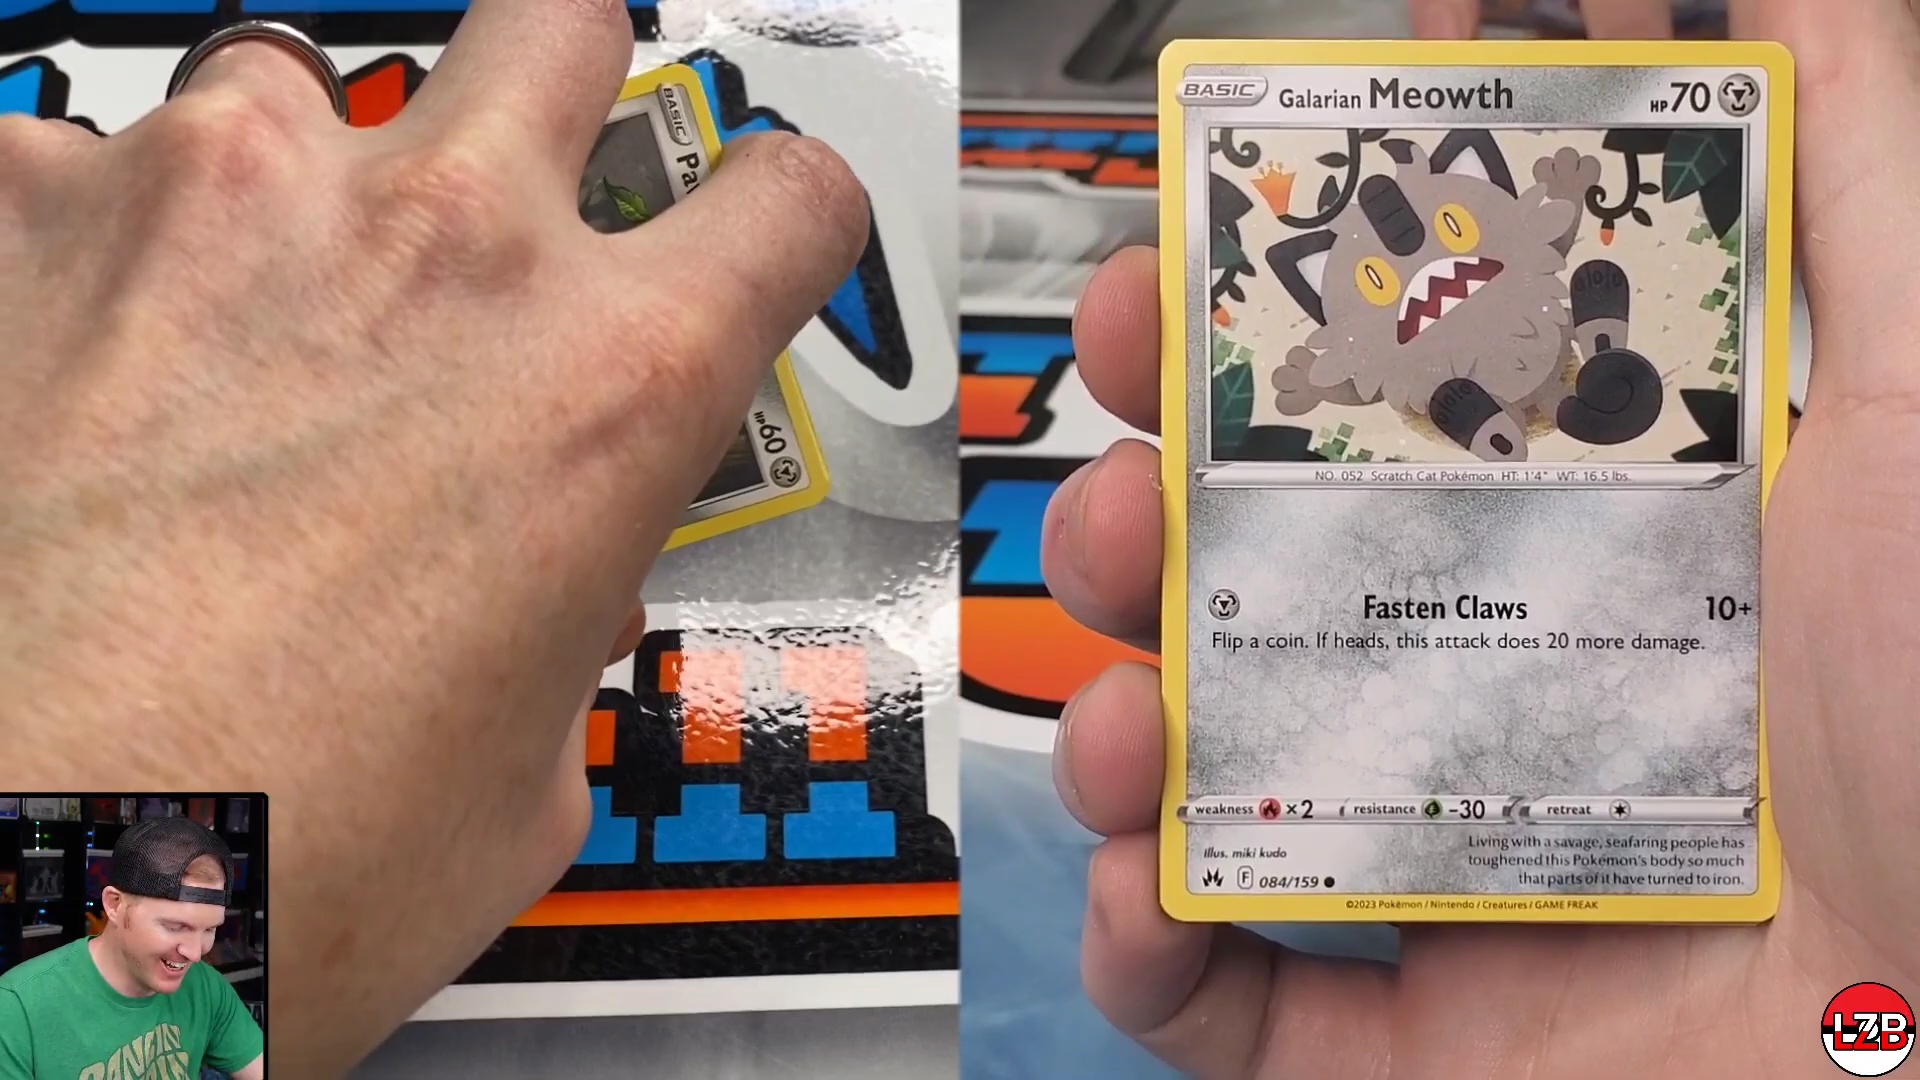 BASIC
Pa
HP60
BASIC Galarian Meowth HP70
NO. 052 Scratch Cat Pokémon HT: 1'4" WT: 16.5 lbs.
Fasten Claws 10+
Flip a coin. If heads, this attack does 20 more damage.
weakness ×2 resistance -30 retreat
Illus. miki kudo
Living with a savage, seafaring people has
toughened this Pokémon's body so much
that parts of it have turned to iron.
F 084/159
©2023 Pokémon / Nintendo / Creatures / GAME FREAK
LZB